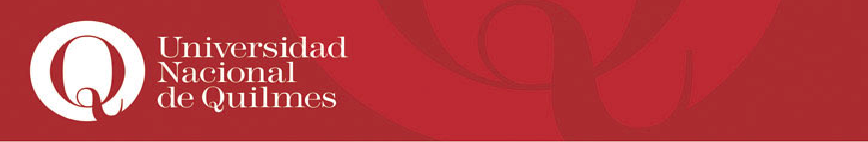 Q
Universidad
Nacional
de Quilmes